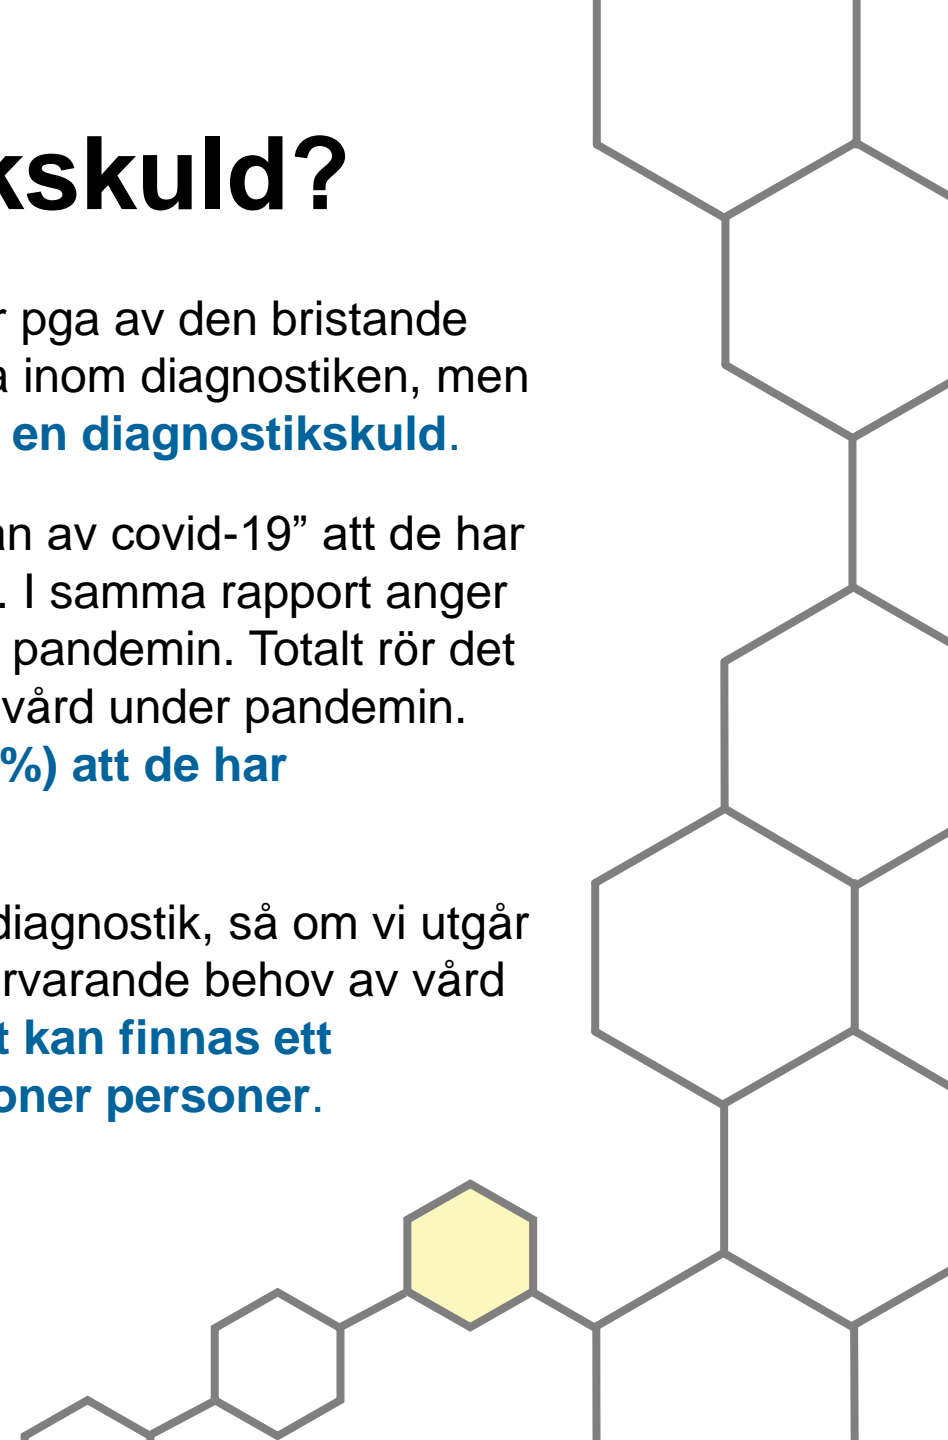 kskuld?
r pga av den bristande
a inom diagnostiken, men
en diagnostikskuld.
an av covid-19” att de har
. I samma rapport anger
pandemin. Totalt rör det
vård under pandemin.
%) att de har
diagnostik, så om vi utgår
rvarande behov av vård
t kan finnas ett
oner personer.